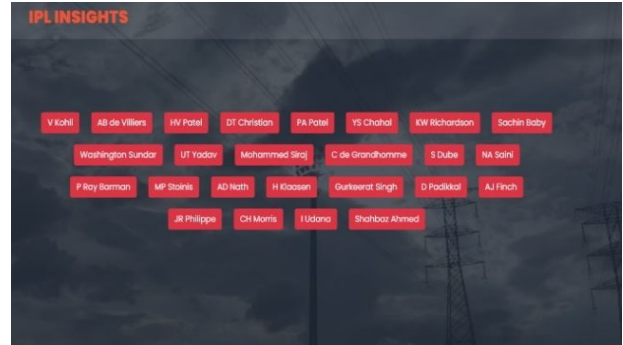 IPL INSIGHTS
V Kohli AB de Villiers HV Patel DT Christian PA Patel YS Chahal KW Richardson Sachin Baby
Washington Sundar UT Yadav Mohammed Siraj C de Grandhomme S Dube NA Saini
P Ray Barman MP Stoinis AD Nath H Klaasen Gurkeerat Singh D Padikkal AJ Finch
JR Philippe CH Morris I Udana Shahbaz Ahmed